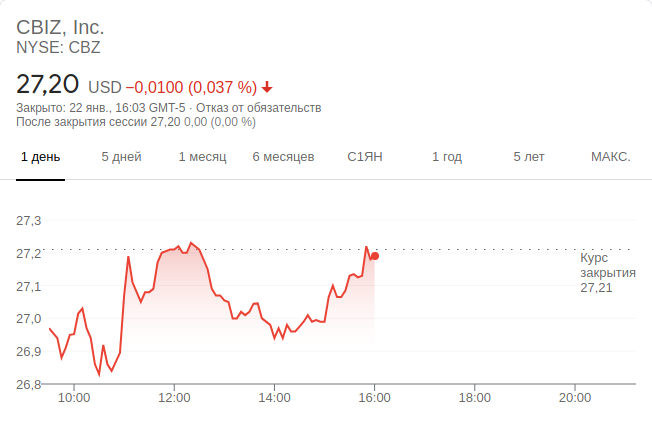 CBIZ, Inc.
NYSE: CBZ
27,20 USD −0,0100 (0,037 %)
Закрыто: 22 янв., 16:03 GMT-5 · Отказ от обязательств
После закрытия сессии 27,20 0,00 (0,00 %)
1 день 5 дней 1 месяц 6 месяцев С1ЯН 1 год 5 лет МАКС.
27,3
27,2
Курс
закрытия
27,21
27,1
27,0
26,9
26,8
10:00 12:00 14:00 16:00 18:00 20:00